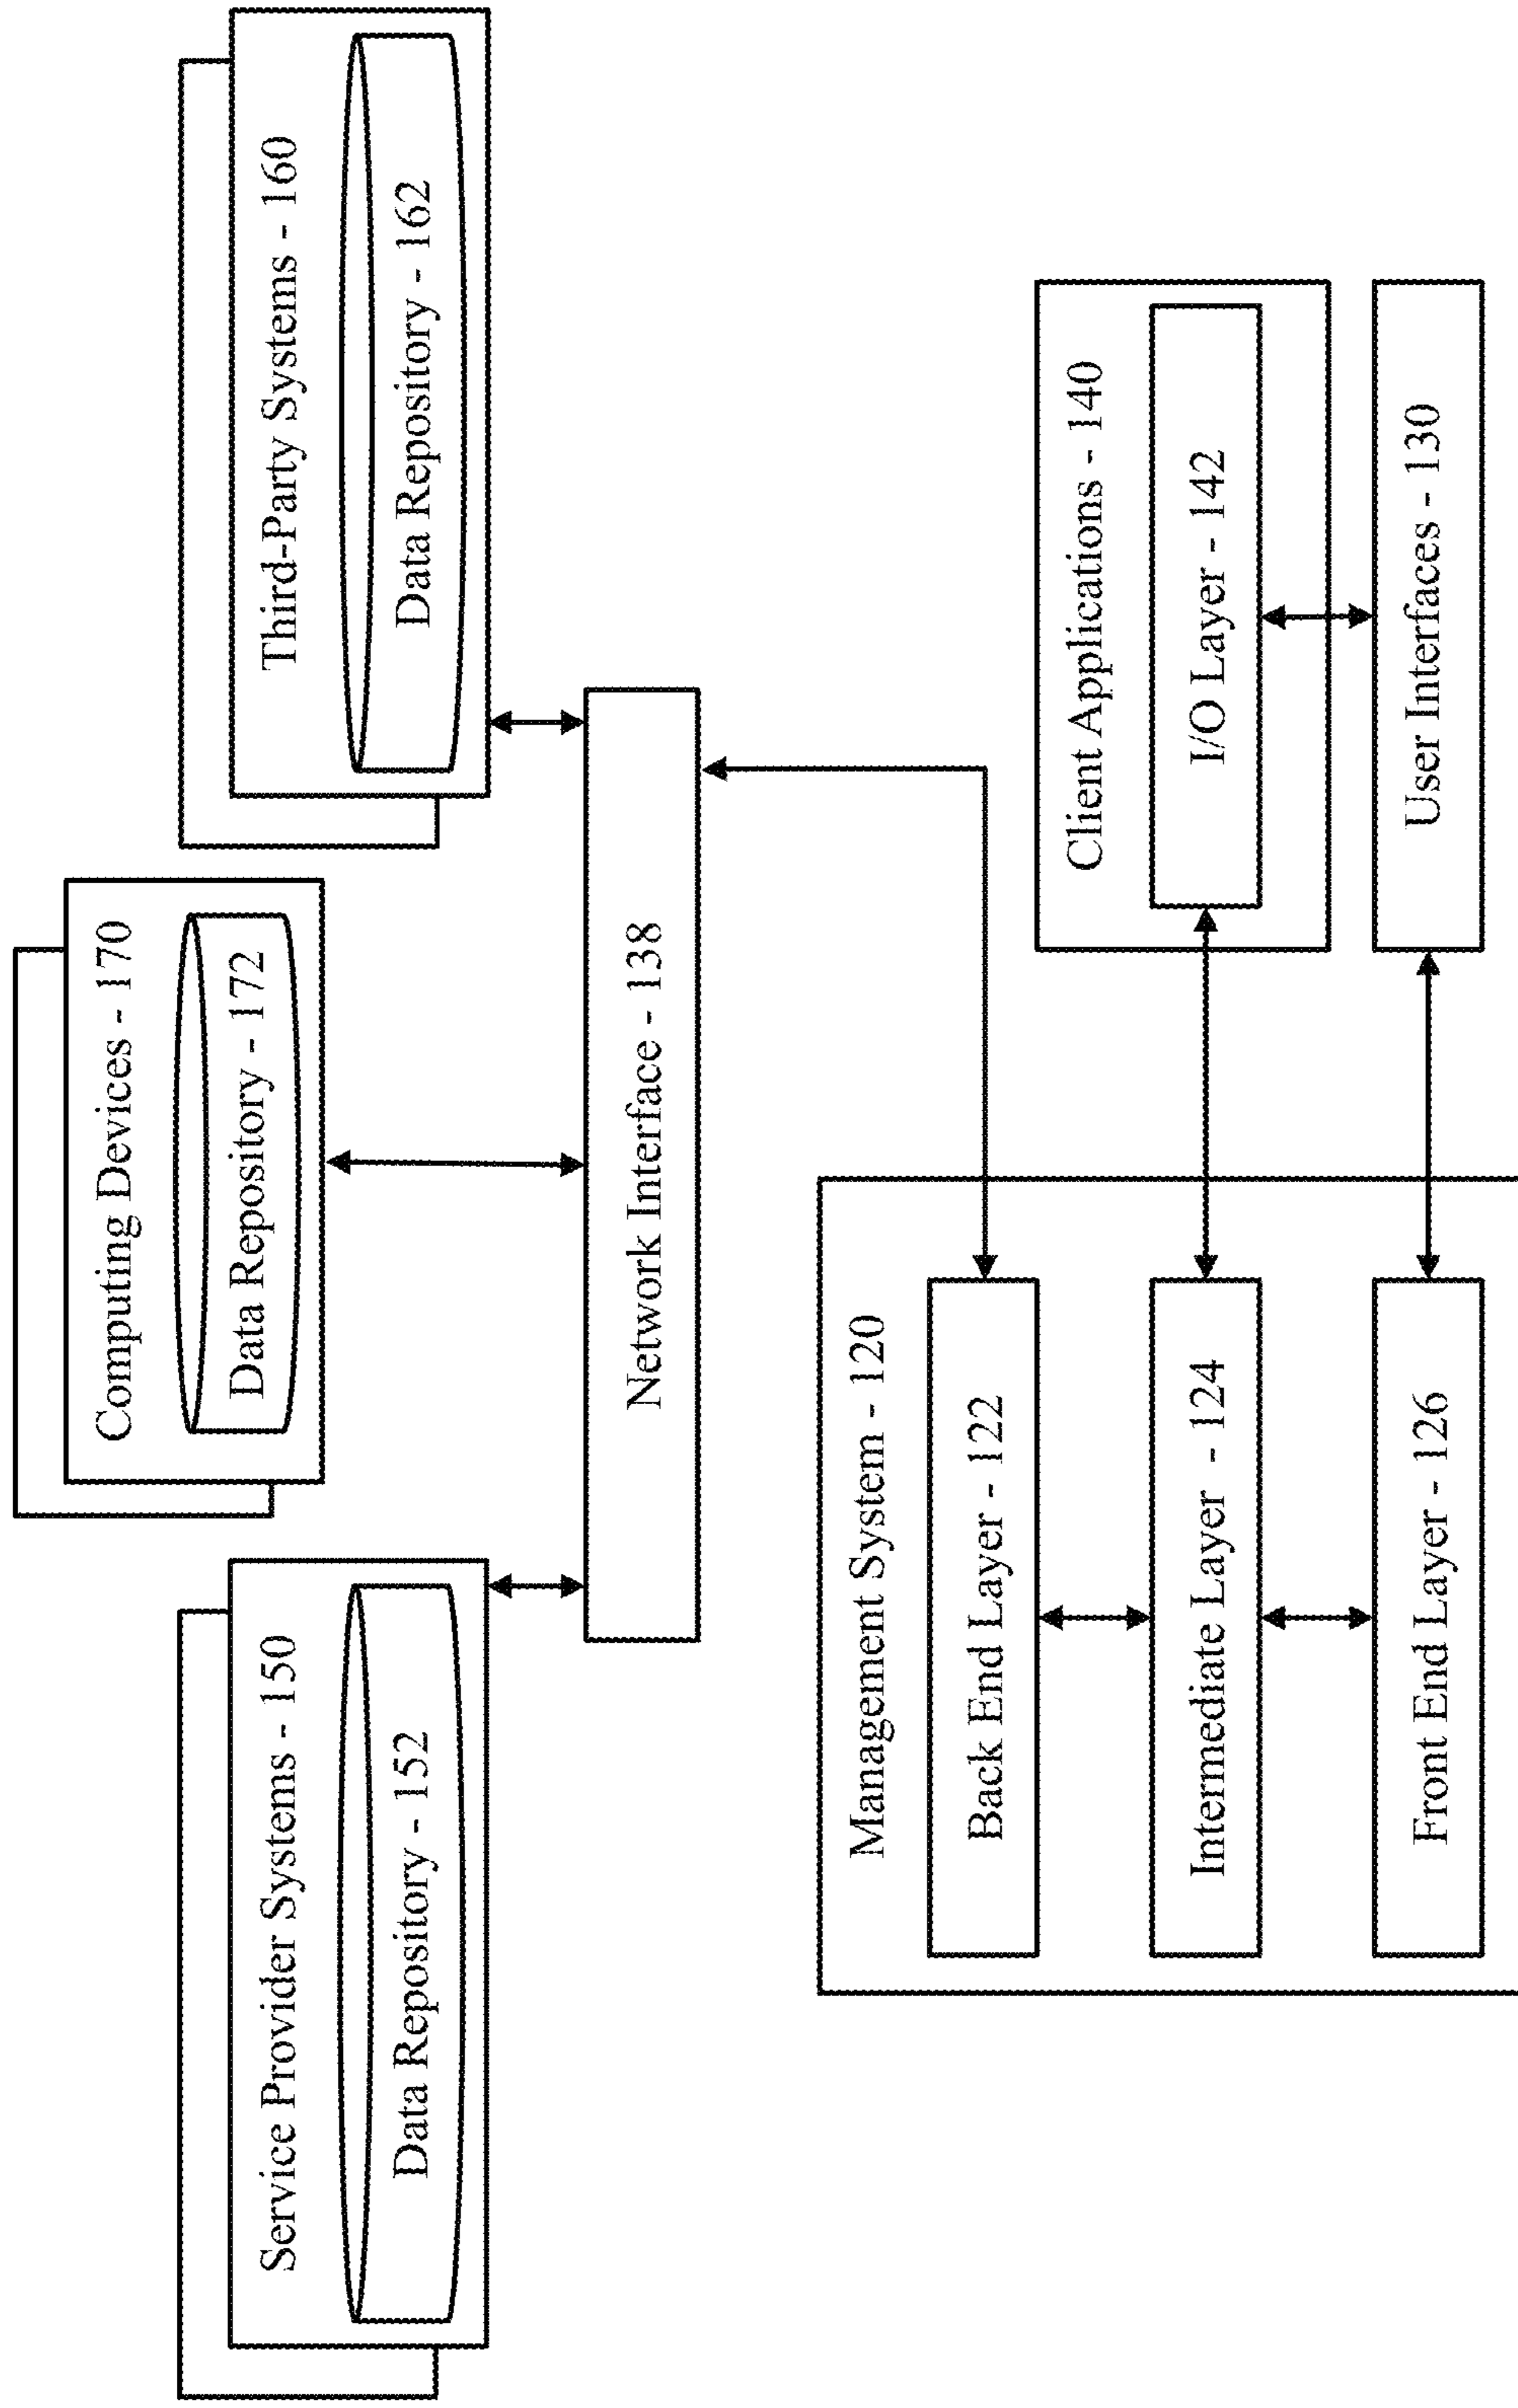 Service Provider Systems - 150
Data Repository - 152
Computing Devices - 170
Data Repository - 172
Third-Party Systems - 160
Data Repository - 162
Network Interface - 138
Management System - 120
Back End Layer - 122
Intermediate Layer - 124
Front End Layer - 126
Client Applications - 140
I/O Layer - 142
User Interfaces - 130